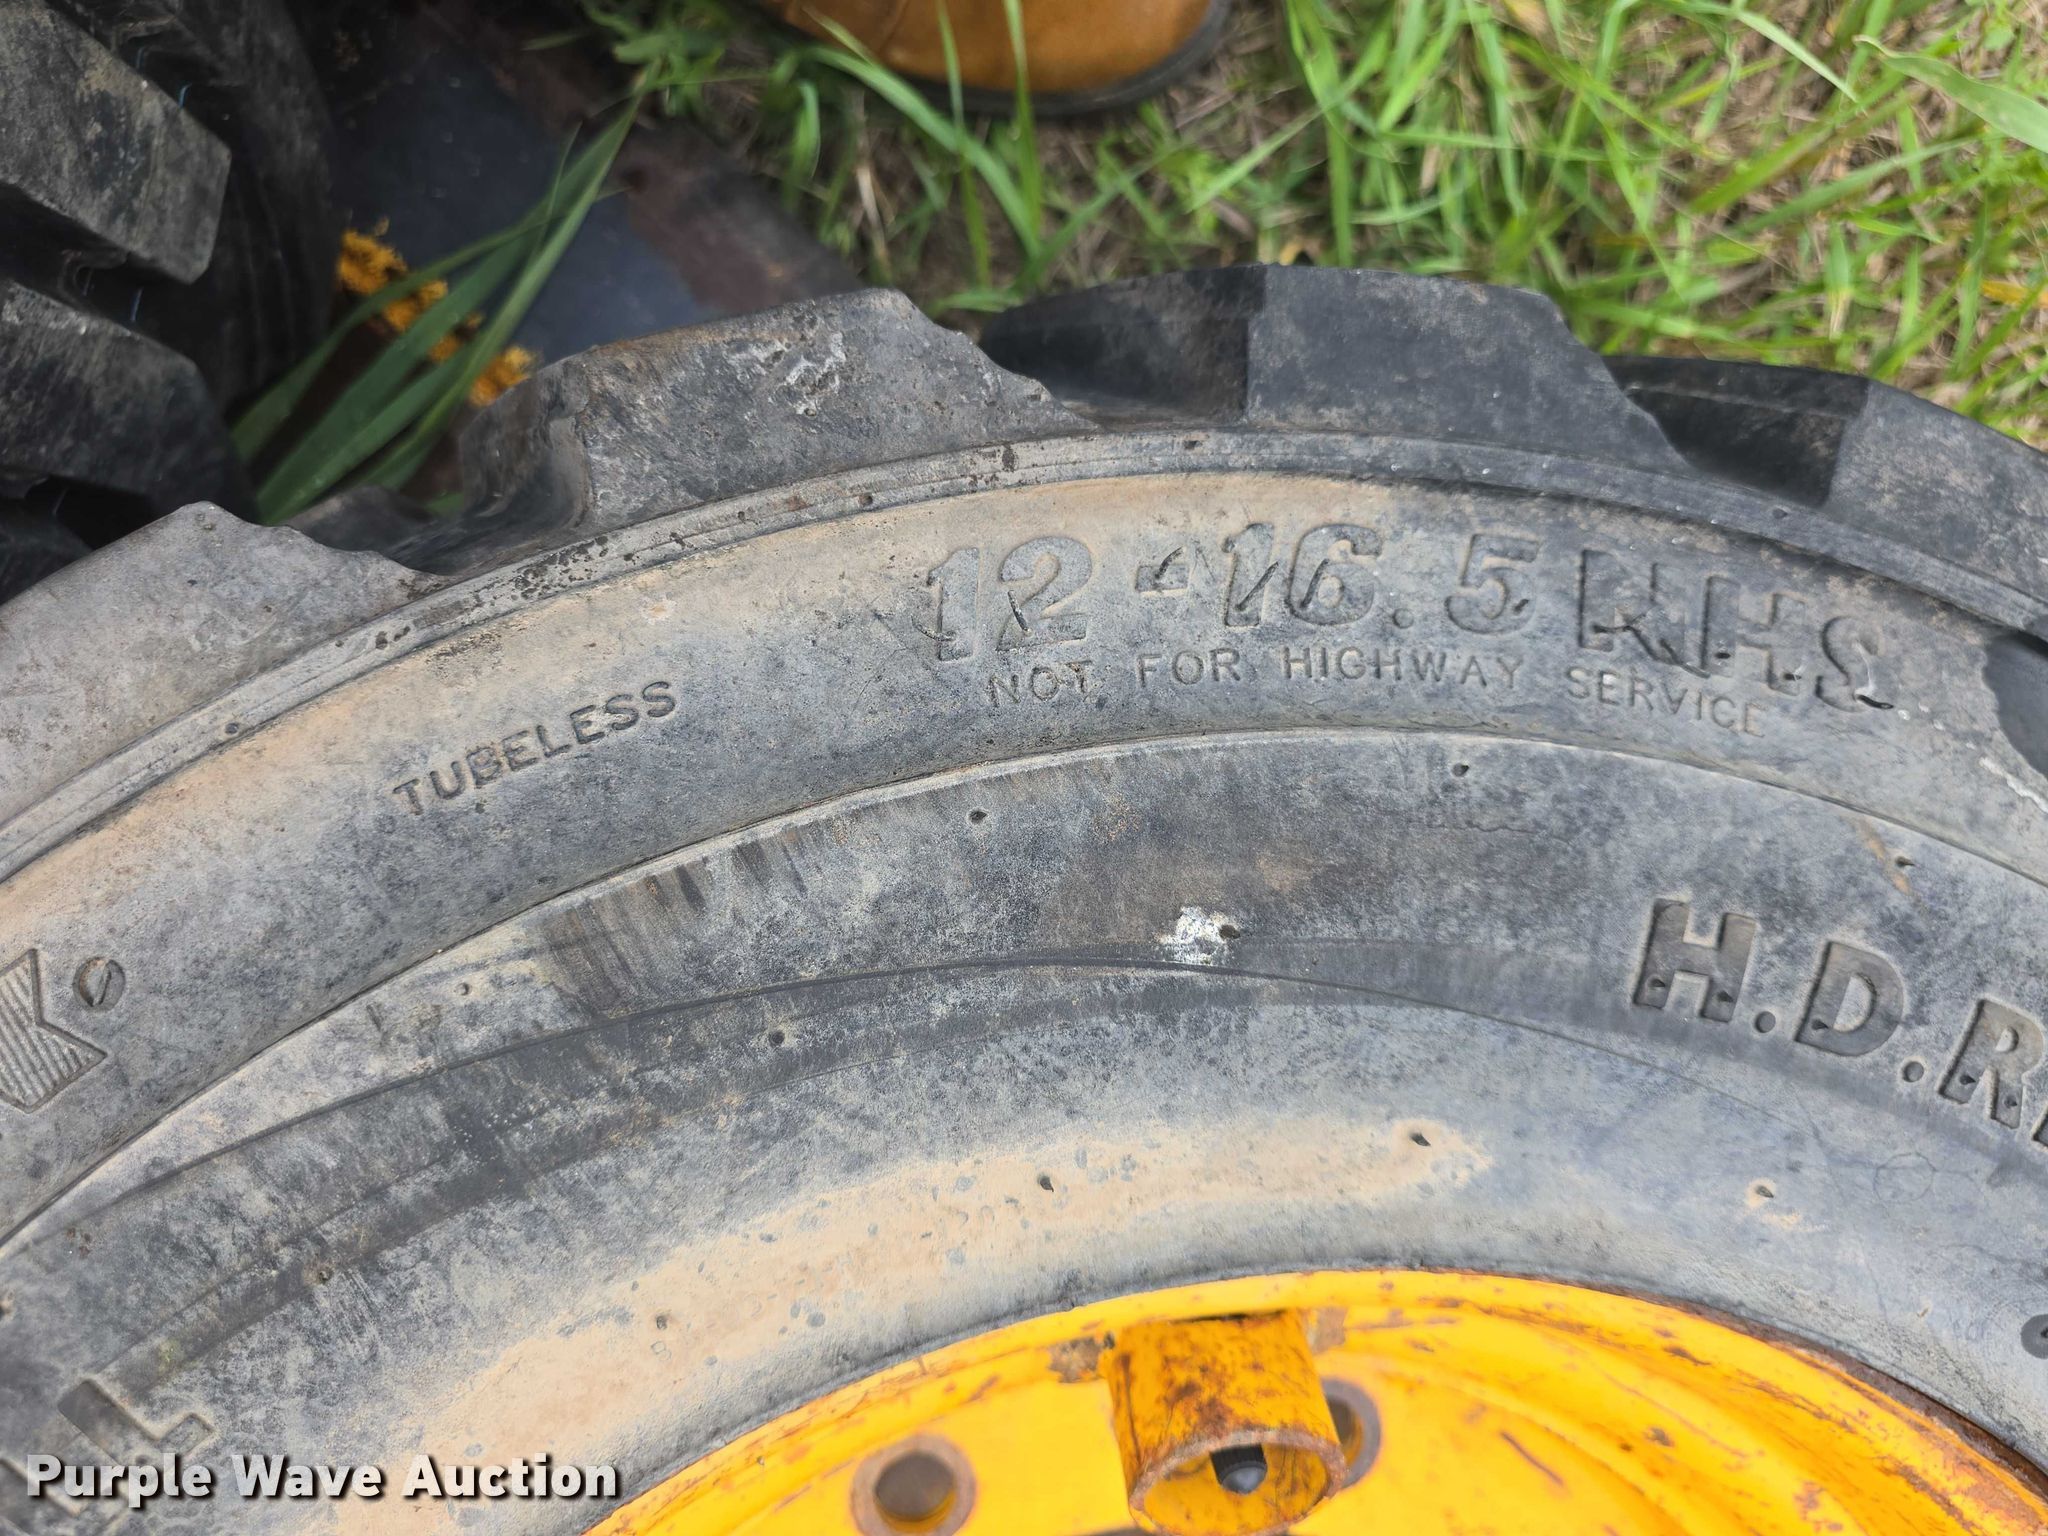 12-16.5 NHS
NOT FOR HIGHWAY SERVICE
TUBELESS
H.D.R
Purple Wave Auction